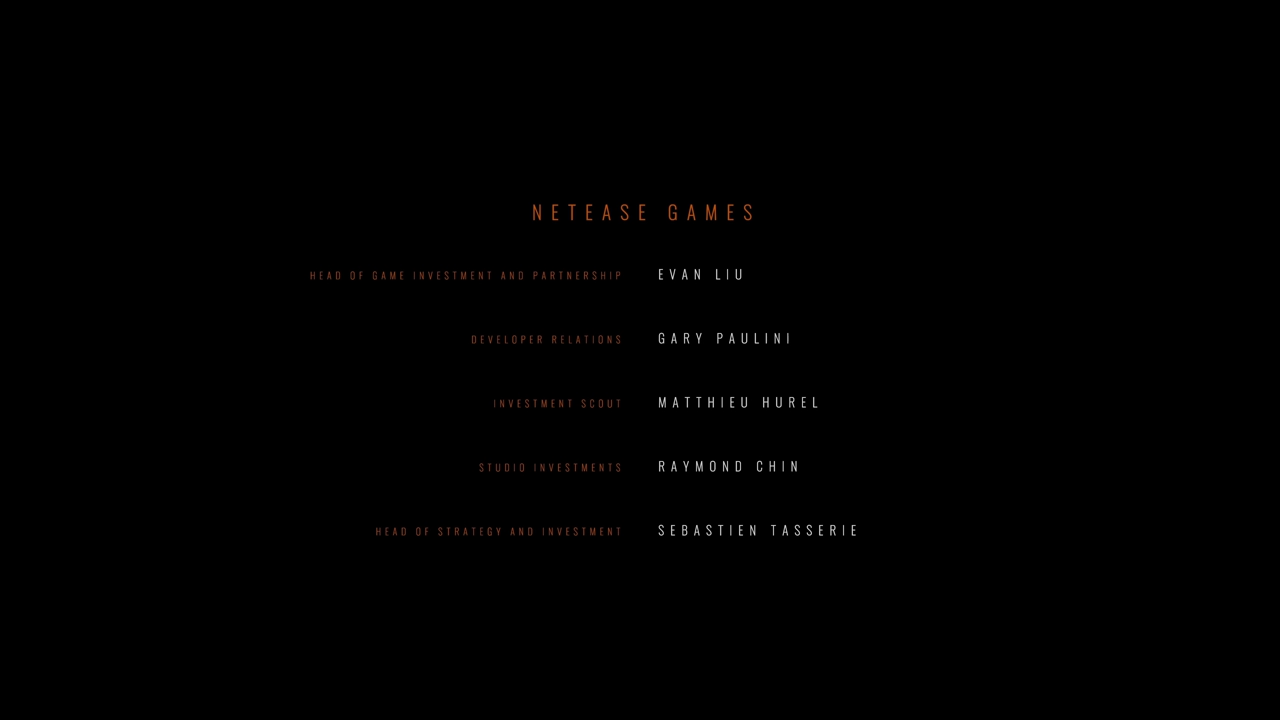 NETEASE GAMES
HEAD OF GAME INVESTMENT AND PARTNERSHIP EVAN LIU
DEVELOPER RELATIONS GARY PAULINI
INVESTMENT SCOUT MATTHIEU HUREL
STUDIO INVESTMENTS RAYMOND CHIN
HEAD OF STRATEGY AND INVESTMENT SEBASTIEN TASSERIE